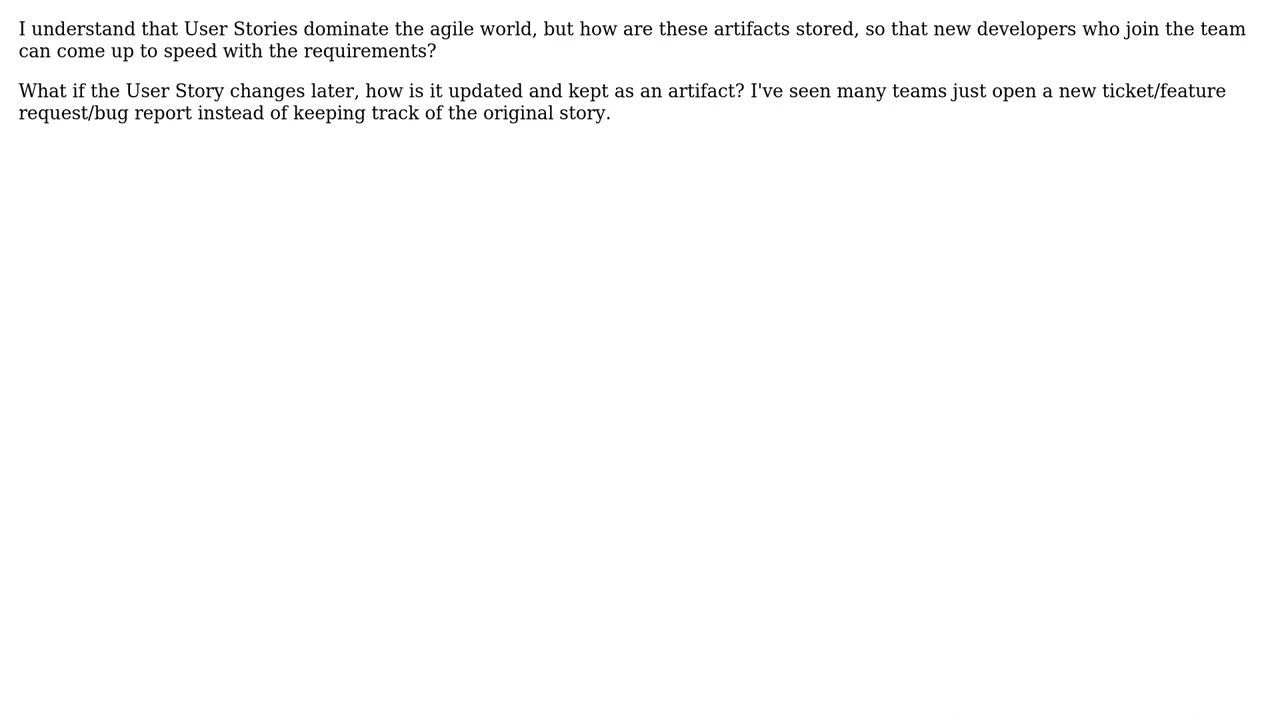 I understand that User Stories dominate the agile world, but how are these artifacts stored, so that new developers who join the team
can come up to speed with the requirements?
What if the User Story changes later, how is it updated and kept as an artifact? I've seen many teams just open a new ticket/feature
request/bug report instead of keeping track of the original story.